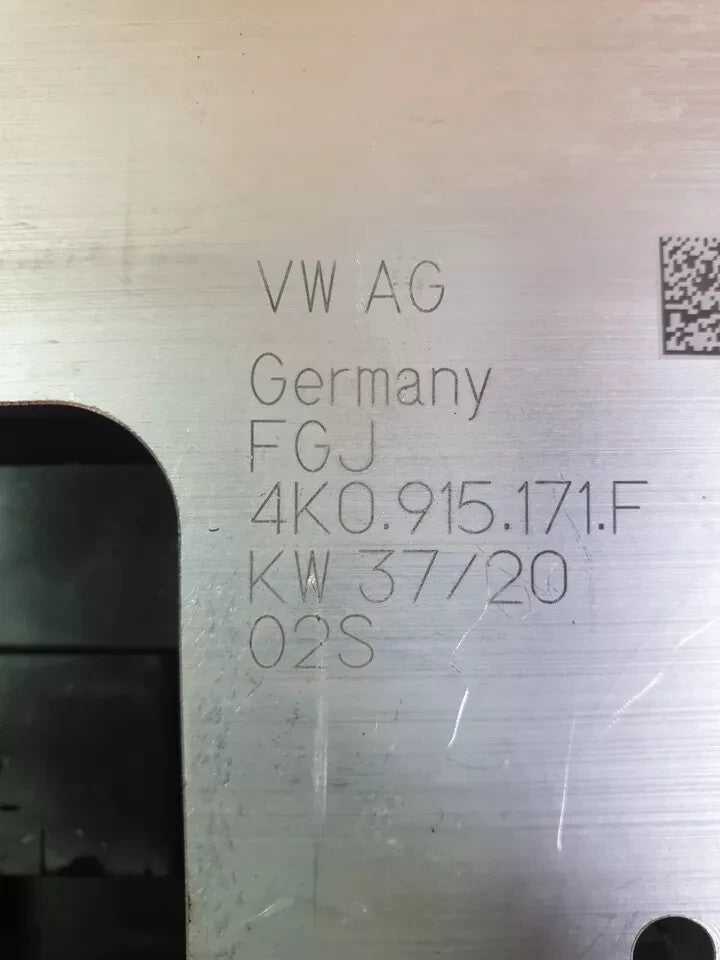 VW AG
Germany
FGJ
4K0.915.171.F
KW 37/20
02S